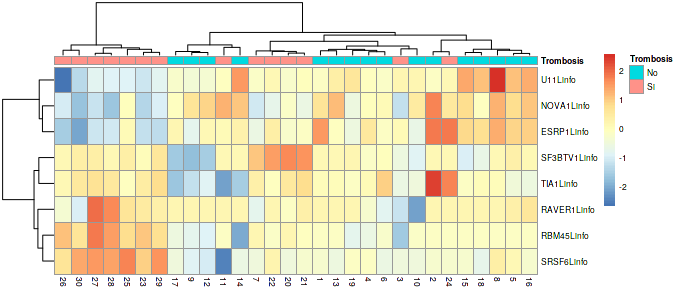 Trombosis
Trombosis
No
SI
2
1
0
-1
-2
U11Linfo
NOVA1Linfo
ESRP1Linfo
SF3BTV1Linfo
TIA1Linfo
RAVER1Linfo
RBM45Linfo
SRSF6Linfo
26 30 27 28 25 23 29 17 9 12 11 14 7 22 20 21 1 13 19 4 6 3 10 2 24 18 15 8 5 16